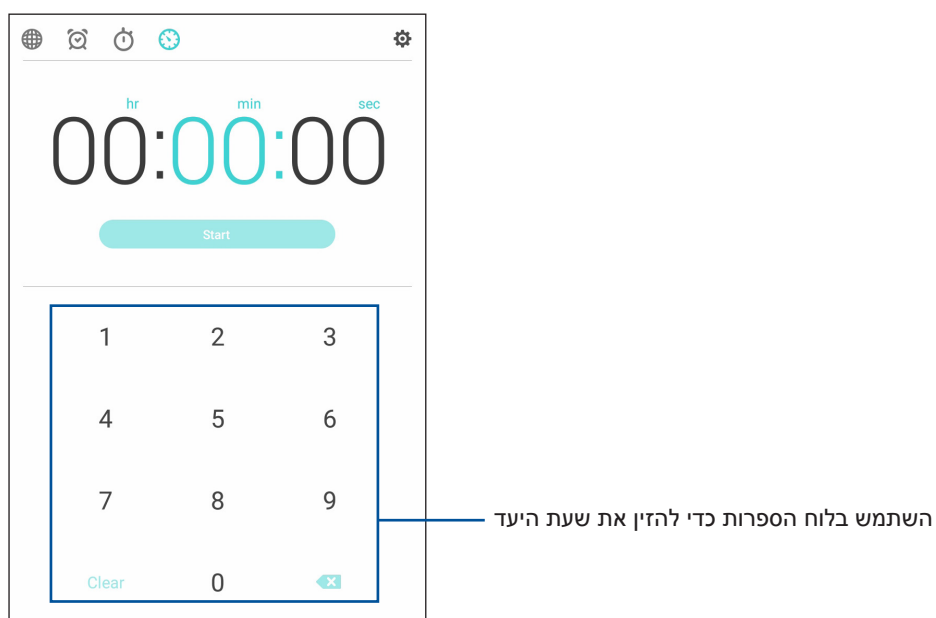 hr min sec
00:00:00
Start
1 2 3
4 5 6
7 8 9
השתמש בלוח הספרות כדי להזין את שעת היעד
Clear 0